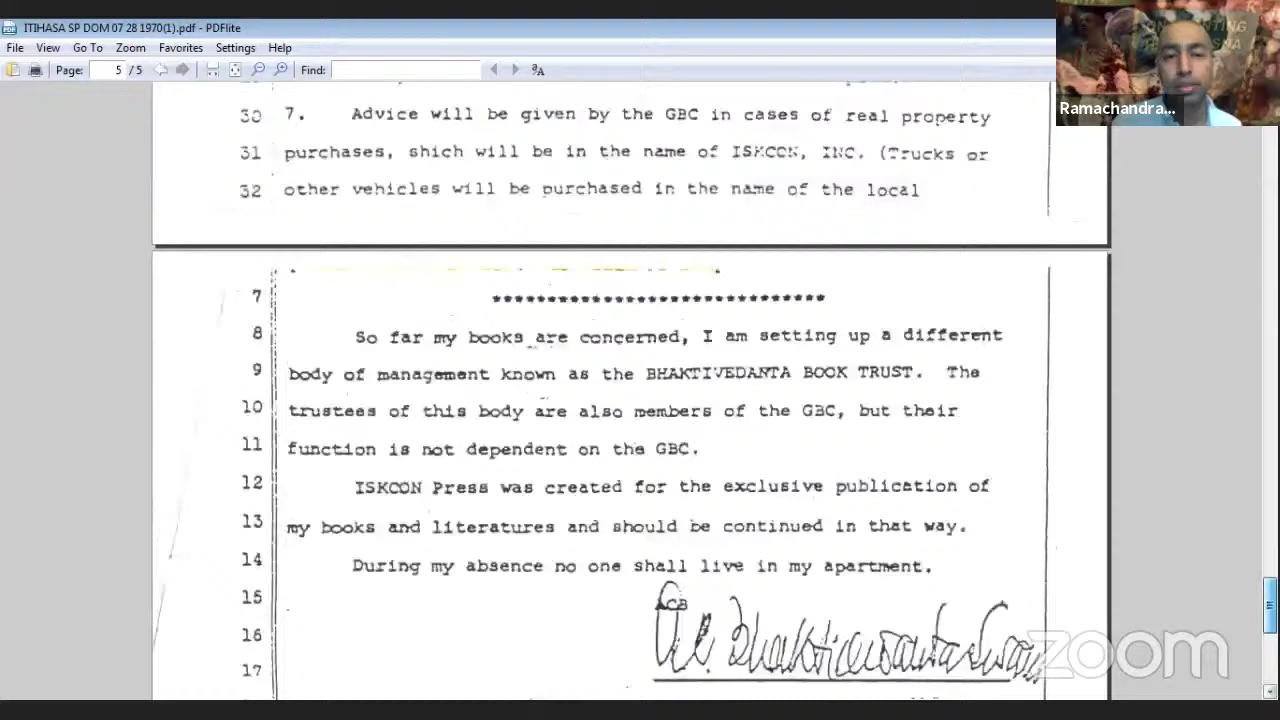 ITIHASA SP DOM 07 28 1970(1).pdf - PDFlite
File View Go To Zoom Favorites Settings Help
Page: 5 / 5 Find:
Ramachandra...
30 7. Advice will be given by the GBC in cases of real property
31 purchases, shich will be in the name of ISKCON, INC. (Trucks or
32 other vehicles will be purchased in the name of the local
7 ******************************
8 So far my books are concerned, I am setting up a different
9 body of management known as the BHAKTIVEDANTA BOOK TRUST. The
10 trustees of this body are also members of the GBC, but their
11 function is not dependent on the GBC.
12 ISKCON Press was created for the exclusive publication of
13 my books and literatures and should be continued in that way.
14 During my absence no one shall live in my apartment.
15 ACB
16 A.C. Bhaktivedanta Swami
17
zoom